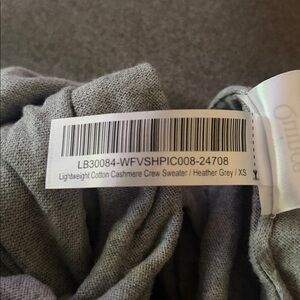 LB30084-WFVSHPIC008-24708
Lightweight Cotton Cashmere Crew Sweater / Heather Grey / XS